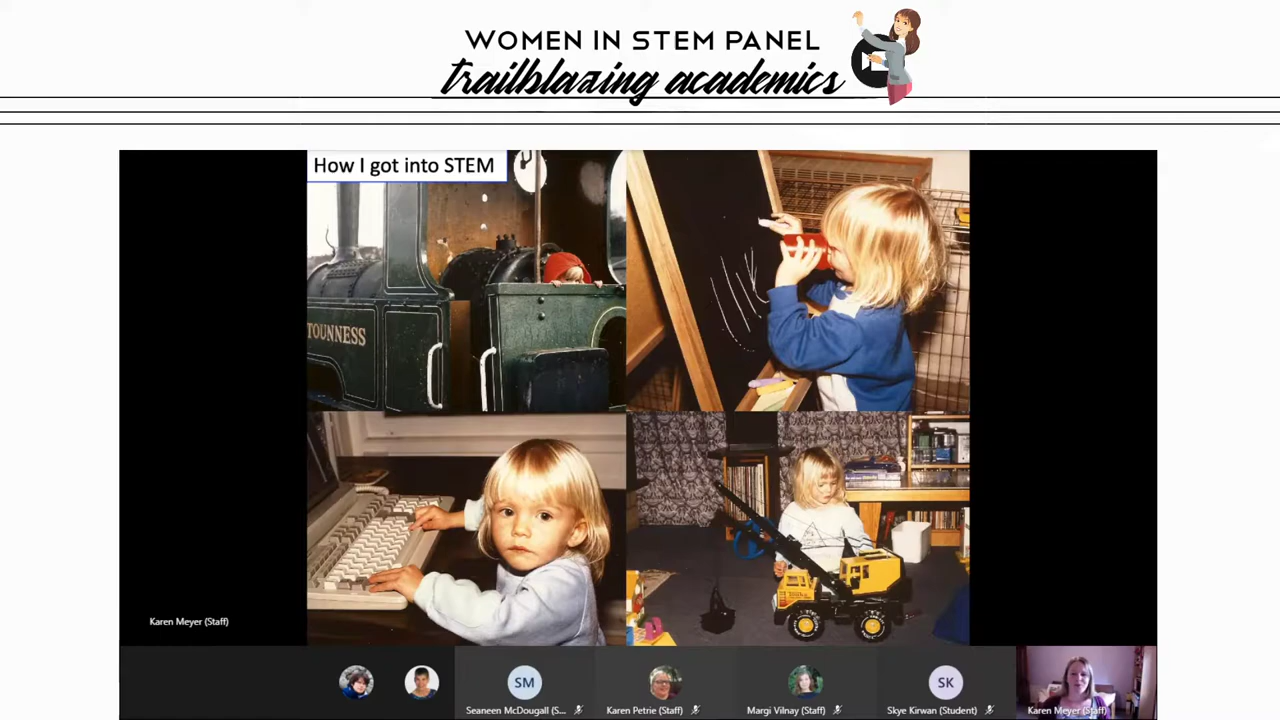 WOMEN IN STEM PANEL
trailblazing academics
How I got into STEM
TOUNNESS
Karen Meyer (Staff)
SM
SK
Seaneen McDougall (S...
Karen Petrie (Staff)
Margi Vilnay (Staff)
Skye Kirwan (Student)
Karen Meyer (Staff)